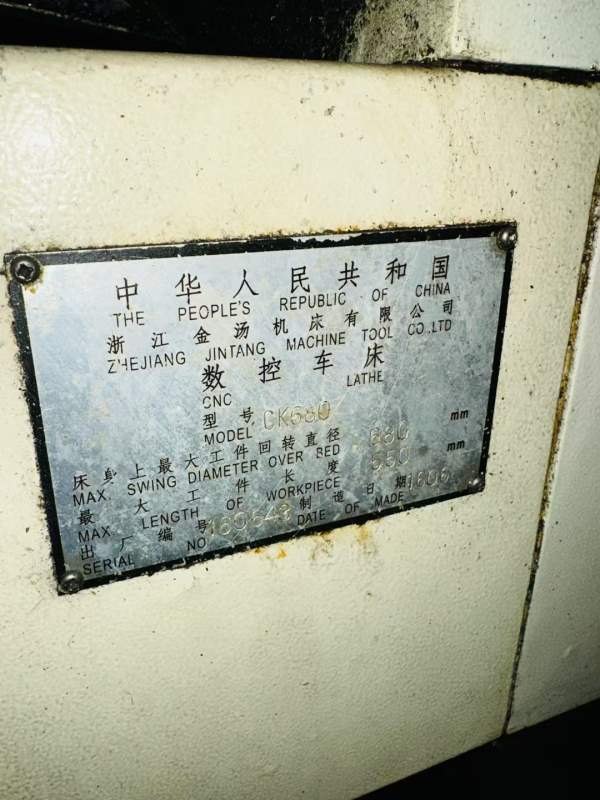 中华人民共和国
THE PEOPLE'S REPUBLIC OF CHINA
浙江金汤机床有限公司
ZHEJIANG JINTANG MACHINE TOOL CO.,LTD
数控车床
CNC LATHE
型号
MODEL CK680
床身上最大工件回转直径 680 mm
MAX. SWING DIAMETER OVER BED
最大工件长度 550 mm
MAX. LENGTH OF WORKPIECE
出厂编号 制造日期 1606
SERIAL NO. DATE OF MADE